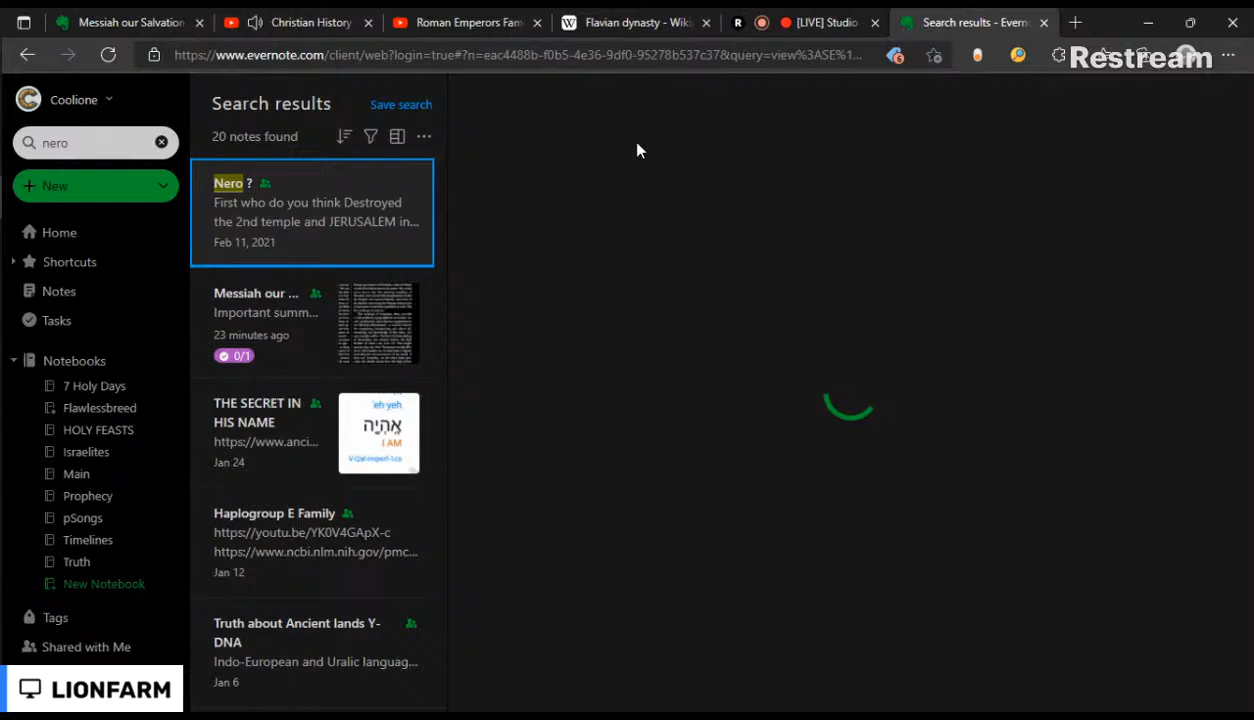 Messiah our Salvation
Christian History
Roman Emperors Fam
Flavian dynasty - Wiki
[LIVE] Studio
Search results - Everno
https://www.evernote.com/client/web?login=true#?n=eac4488b-f0b5-4e36-9df0-95278b537c37&query=view%3ASE%1...
Restream
Coolione
nero
New
Home
Shortcuts
Notes
Tasks
Notebooks
7 Holy Days
Flawlessbreed
HOLY FEASTS
Israelites
Main
Prophecy
pSongs
Timelines
Truth
New Notebook
Tags
Shared with Me
LIONFARM
Search results
Save search
20 notes found
Nero ?
First who do you think Destroyed
the 2nd temple and JERUSALEM in...
Feb 11, 2021
Messiah our ...
Important summ...
23 minutes ago
0/1
THE SECRET IN
HIS NAME
https://www.anci...
Jan 24
'eh·yeh
אֶֽהְיֶ֑ה
I AM
V-Qal-Imperf-1cs
Haplogroup E Family
https://youtu.be/YK0V4GApX-c
https://www.ncbi.nlm.nih.gov/pmc...
Jan 12
Truth about Ancient lands Y-
DNA
Indo-European and Uralic languag...
Jan 6